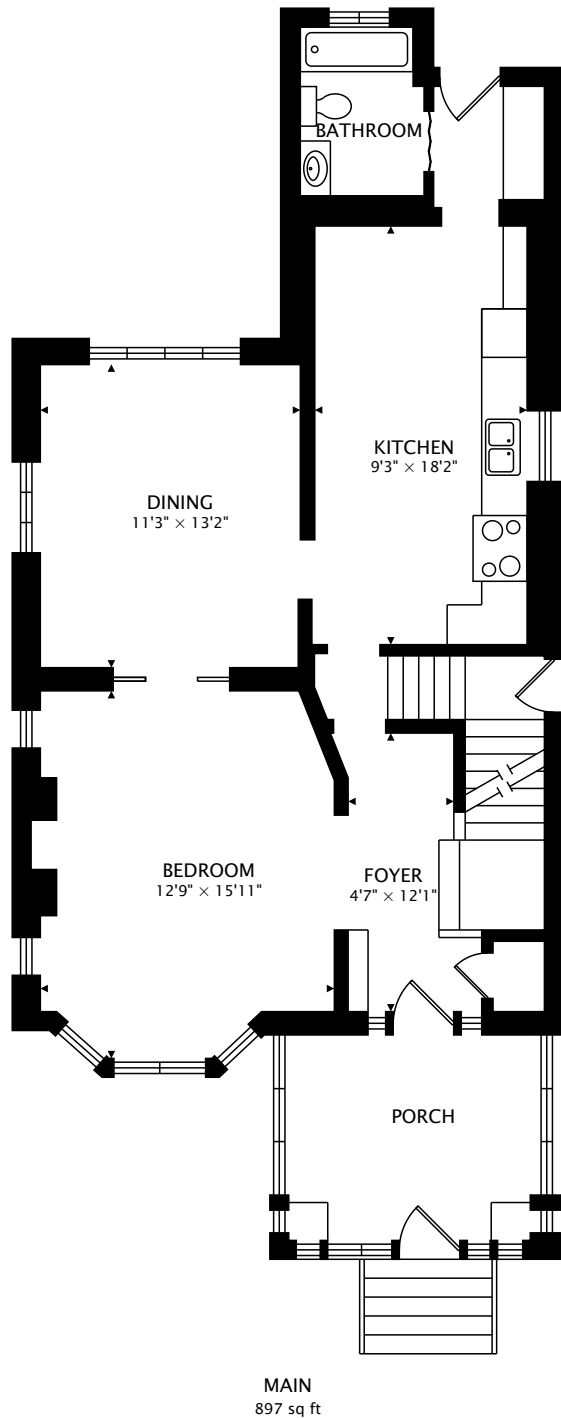 BATHROOM
KITCHEN
9'3" × 18'2"
DINING
11'3" × 13'2"
BEDROOM
12'9" × 15'11"
FOYER
4'7" × 12'1"
PORCH
MAIN
897 sq ft